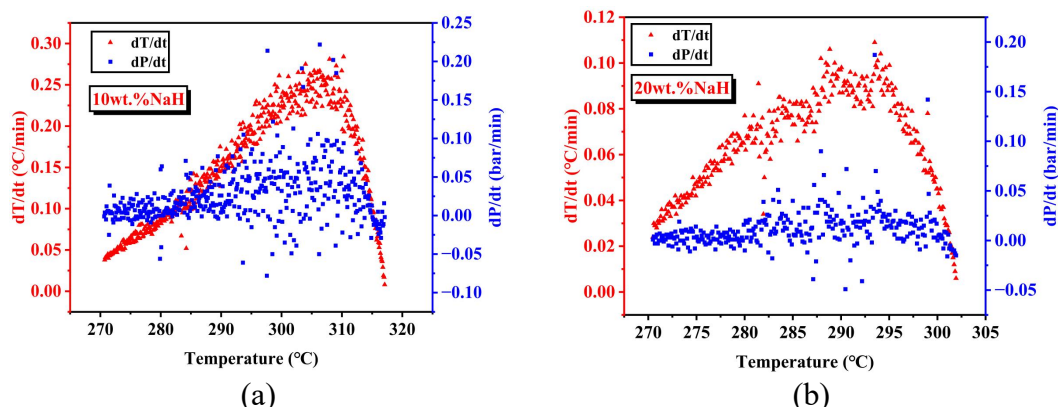 (a)
dT/dt
dP/dt
10wt.%NaH
dT/dt (℃/min)
0.30
0.25
0.20
0.15
0.10
0.05
0.00
dP/dt (bar/min)
0.25
0.20
0.15
0.10
0.05
0.00
−0.05
−0.10
270 280 290 300 310 320
Temperature (℃)
(a)
(b)
dT/dt
dP/dt
20wt.%NaH
dT/dt (℃/min)
0.12
0.10
0.08
0.06
0.04
0.02
0.00
dP/dt (bar/min)
0.20
0.15
0.10
0.05
0.00
−0.05
265 270 275 280 285 290 295 300 305
Temperature (℃)
(b)